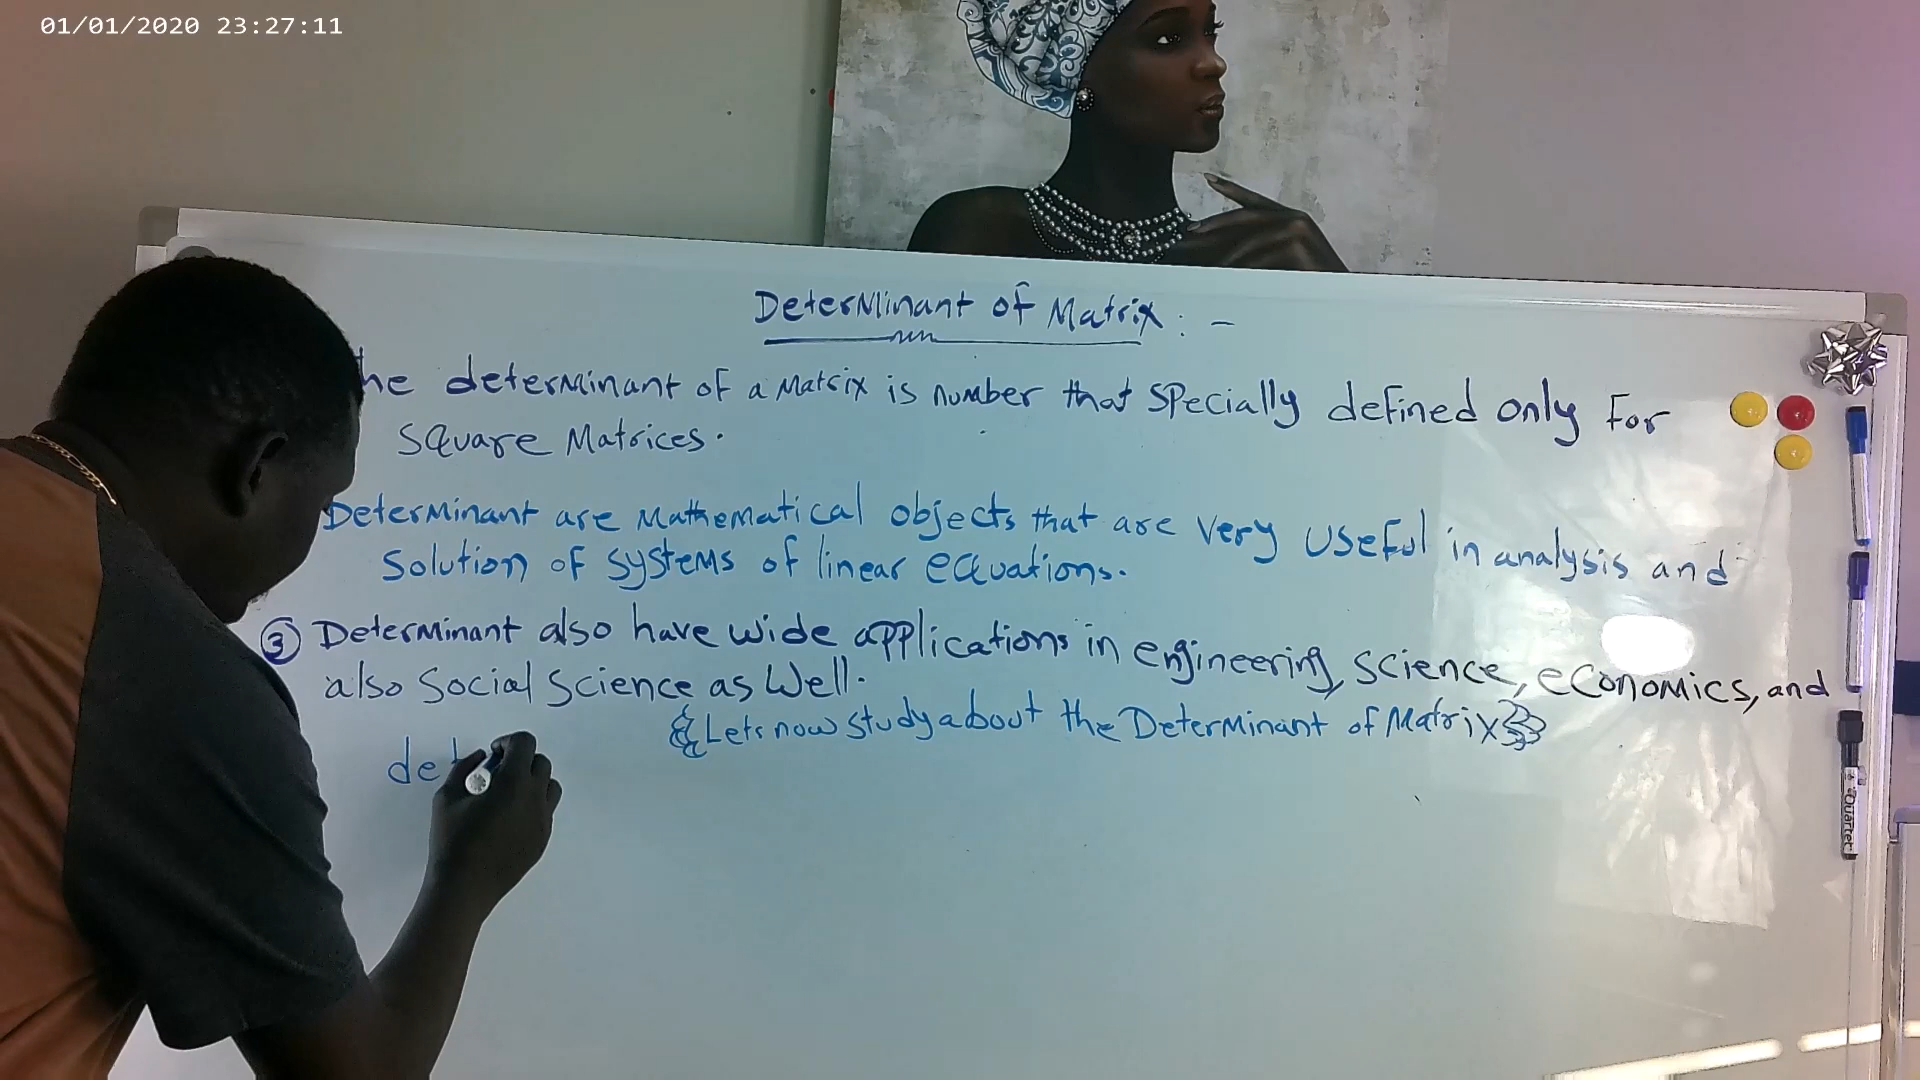 01/01/2020 23:27:11
Determinant of Matrix : -
he determinant of a Matrix is number that specially defined only for
square Matrices.
Determinant are Mathematical objects that are very useful in analysis and
solution of systems of linear equations.
③ Determinant also have wide applications in engineering, science, economics, and
also social science as well.
{{Lets now study about the Determinant of Matrix}}
det
Quartet